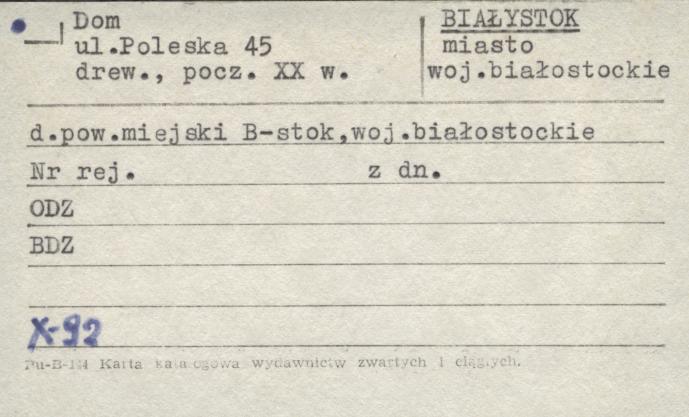 Dom
ul.Poleska 45
drew., pocz. XX w.
BIAŁYSTOK
miasto
woj.białostockie
d.pow.miejski B-stok,woj.białostockie
Nr rej. z dn.
ODZ
BDZ
X-92
Karta katalogowa wydawnictw zwartych i ciągłych.